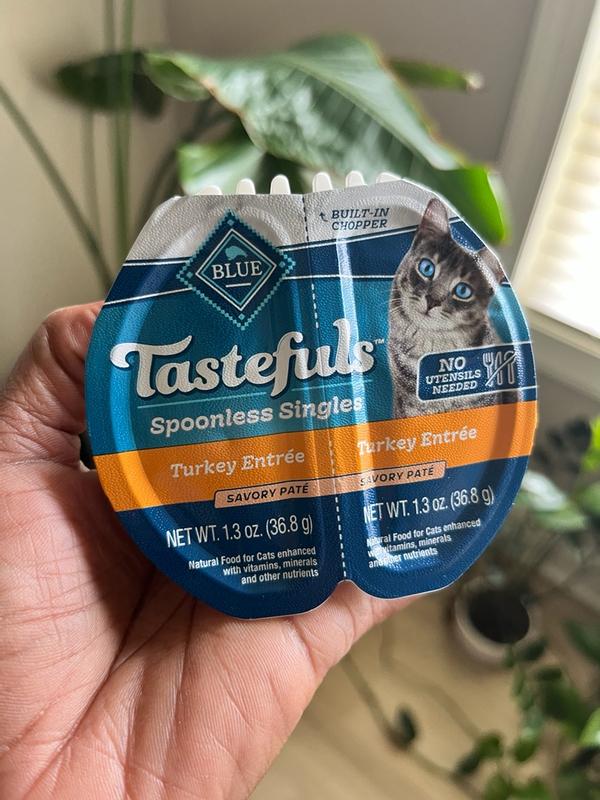 BUILT-IN
CHOPPER
BLUE
Tastefuls™
Spoonless Singles
NO
UTENSILS
NEEDED
Turkey Entrée
Turkey Entrée
SAVORY PATÉ
SAVORY PATÉ
NET WT. 1.3 oz. (36.8 g)
NET WT. 1.3 oz. (36.8 g)
Natural Food for Cats enhanced
with vitamins, minerals
and other nutrients
Natural Food for Cats enhanced
with vitamins, minerals
and other nutrients